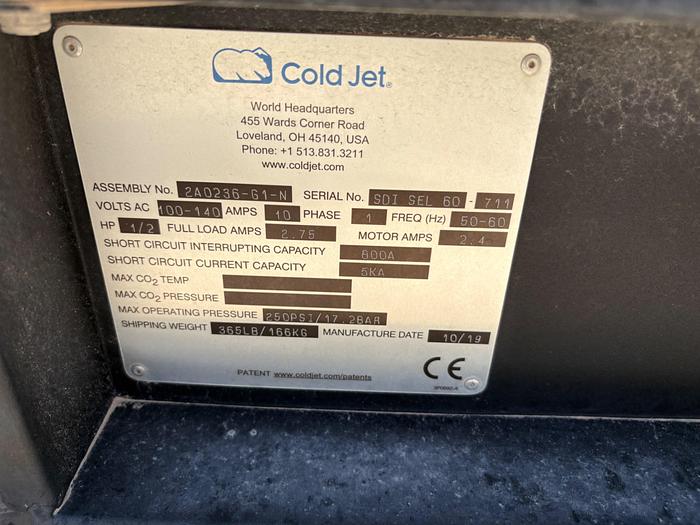 Cold Jet®
World Headquarters
455 Wards Corner Road
Loveland, OH 45140, USA
Phone: +1 513.831.3211
www.coldjet.com
ASSEMBLY No. 2A0236-G1-N SERIAL No. SDI SEL 60 - 711
VOLTS AC 100-140 AMPS 10 PHASE 1 FREQ (Hz) 50-60
HP 1/2 FULL LOAD AMPS 2.75 MOTOR AMPS 2.4
SHORT CIRCUIT INTERRUPTING CAPACITY 600A
SHORT CIRCUIT CURRENT CAPACITY 5KA
MAX CO2 TEMP
MAX CO2 PRESSURE
MAX OPERATING PRESSURE 250PSI/17.2BAR
SHIPPING WEIGHT 365LB/166KG MANUFACTURE DATE 10/19
PATENT www.coldjet.com/patents
CE